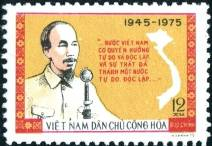 1945-1975
"NƯỚC VIỆT NAM
CÓ QUYỀN HƯỞNG
TỰ DO VÀ ĐỘC LẬP
VÀ SỰ THẬT ĐÃ
THÀNH MỘT NƯỚC
TỰ DO, ĐỘC LẬP..."
12
XU
VIỆT NAM DÂN CHỦ CỘNG HÒA